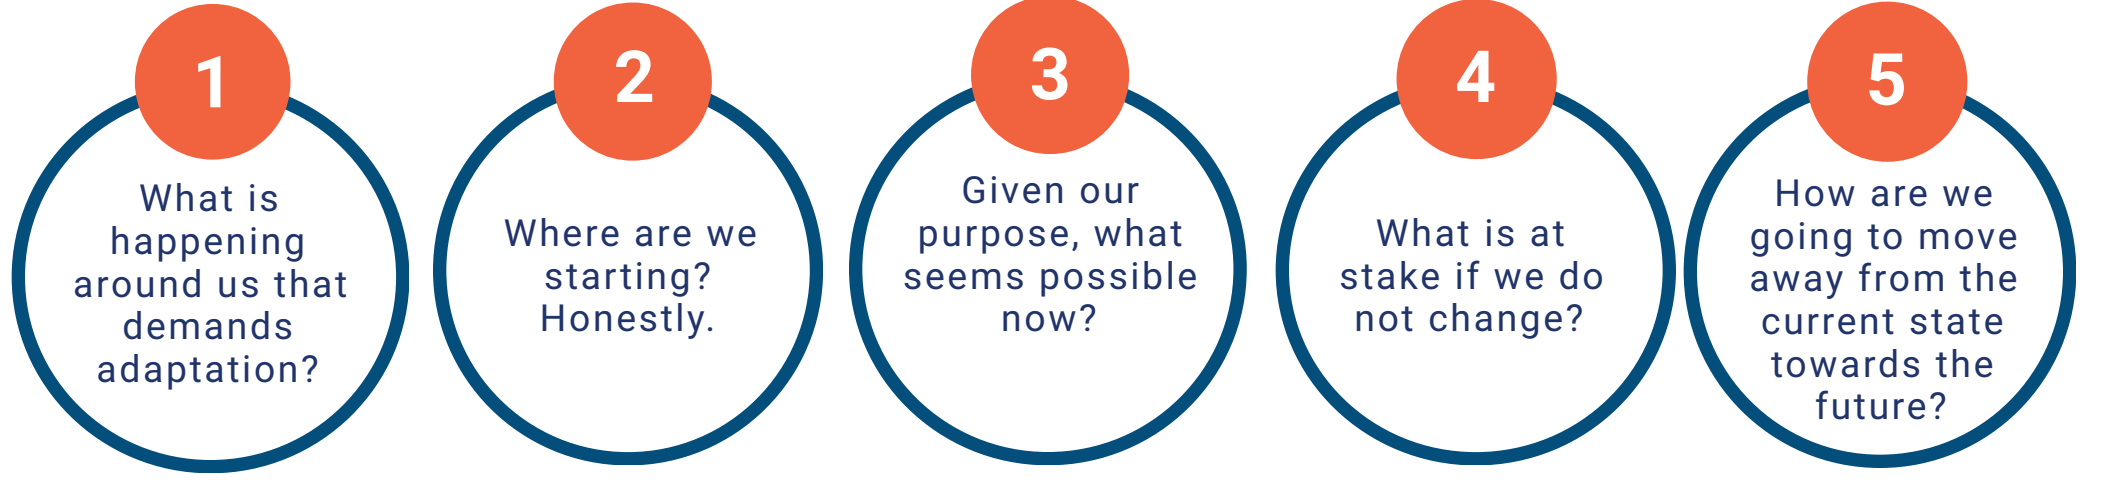 1
What is
happening
around us that
demands
adaptation?
2
Where are we
starting?
Honestly.
3
Given our
purpose, what
seems possible
now?
4
What is at
stake if we do
not change?
5
How are we
going to move
away from the
current state
towards the
future?